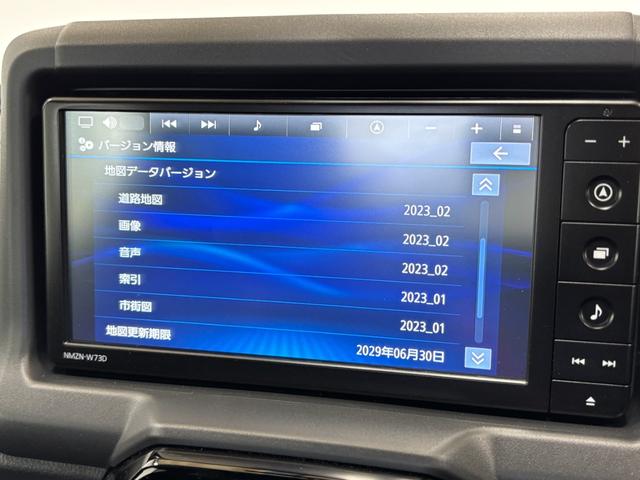 バージョン情報
地図データバージョン
道路地図 2023_02
画像 2023_02
音声 2023_02
索引 2023_01
市街図 2023_01
地図更新期限 2029年06月30日
NMZN-W73D